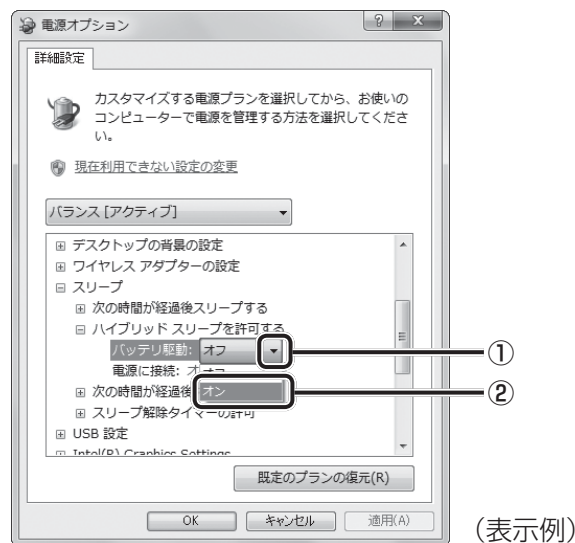 電源オプション
詳細設定
カスタマイズする電源プランを選択してから、お使いの
コンピューターで電源を管理する方法を選択してくださ
い。
現在利用できない設定の変更
バランス [アクティブ]
デスクトップの背景の設定
ワイヤレス アダプターの設定
スリープ
次の時間が経過後スリープする
ハイブリッド スリープを許可する
バッテリ駆動: オフ
①
電源に接続:
次の時間が経過後
オン
②
スリープ解除タイマーの許可
USB 設定
Intel(R) Graphics Settings
既定のプランの復元(R)
OK
キャンセル
適用(A)
(表示例)